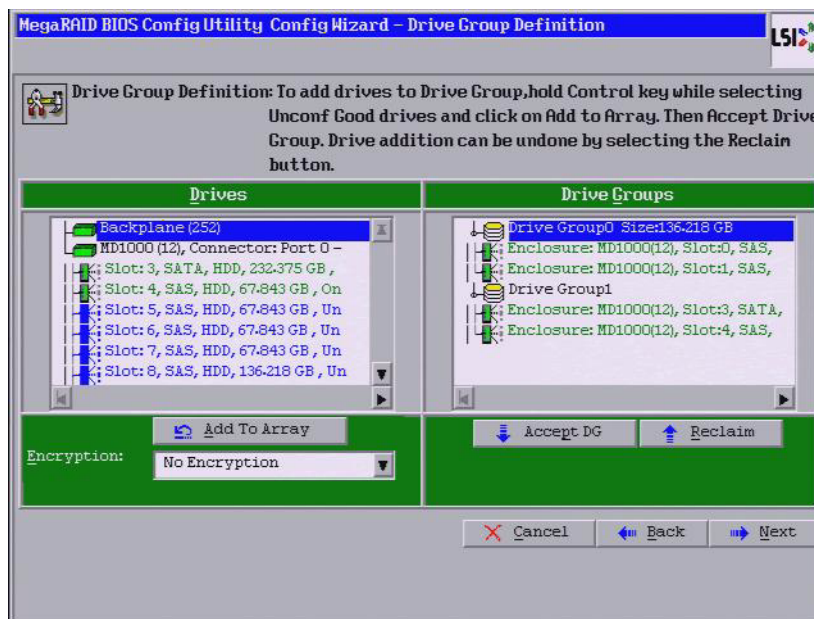 MegaRAID BIOS Config Utility Config Wizard – Drive Group Definition
LSI
Drive Group Definition: To add drives to Drive Group,hold Control key while selecting
Unconf Good drives and click on Add to Array. Then Accept Drive
Group. Drive addition can be undone by selecting the Reclaim
button.
Drives
Backplane (252)
MD1000 (12), Connector: Port 0 –
Slot: 3, SATA, HDD, 232.375 GB ,
Slot: 4, SAS, HDD, 67.843 GB , On
Slot: 5, SAS, HDD, 67.843 GB , Un
Slot: 6, SAS, HDD, 67.843 GB , Un
Slot: 7, SAS, HDD, 67.843 GB , Un
Slot: 8, SAS, HDD, 136.218 GB , Un
Add To Array
Encryption:
No Encryption
Drive Groups
Drive Group0 Size:136.218 GB
Enclosure: MD1000(12), Slot:0, SAS,
Enclosure: MD1000(12), Slot:1, SAS,
Drive Group1
Enclosure: MD1000(12), Slot:3, SATA,
Enclosure: MD1000(12), Slot:4, SAS,
Accept DG
Reclaim
Cancel
Back
Next